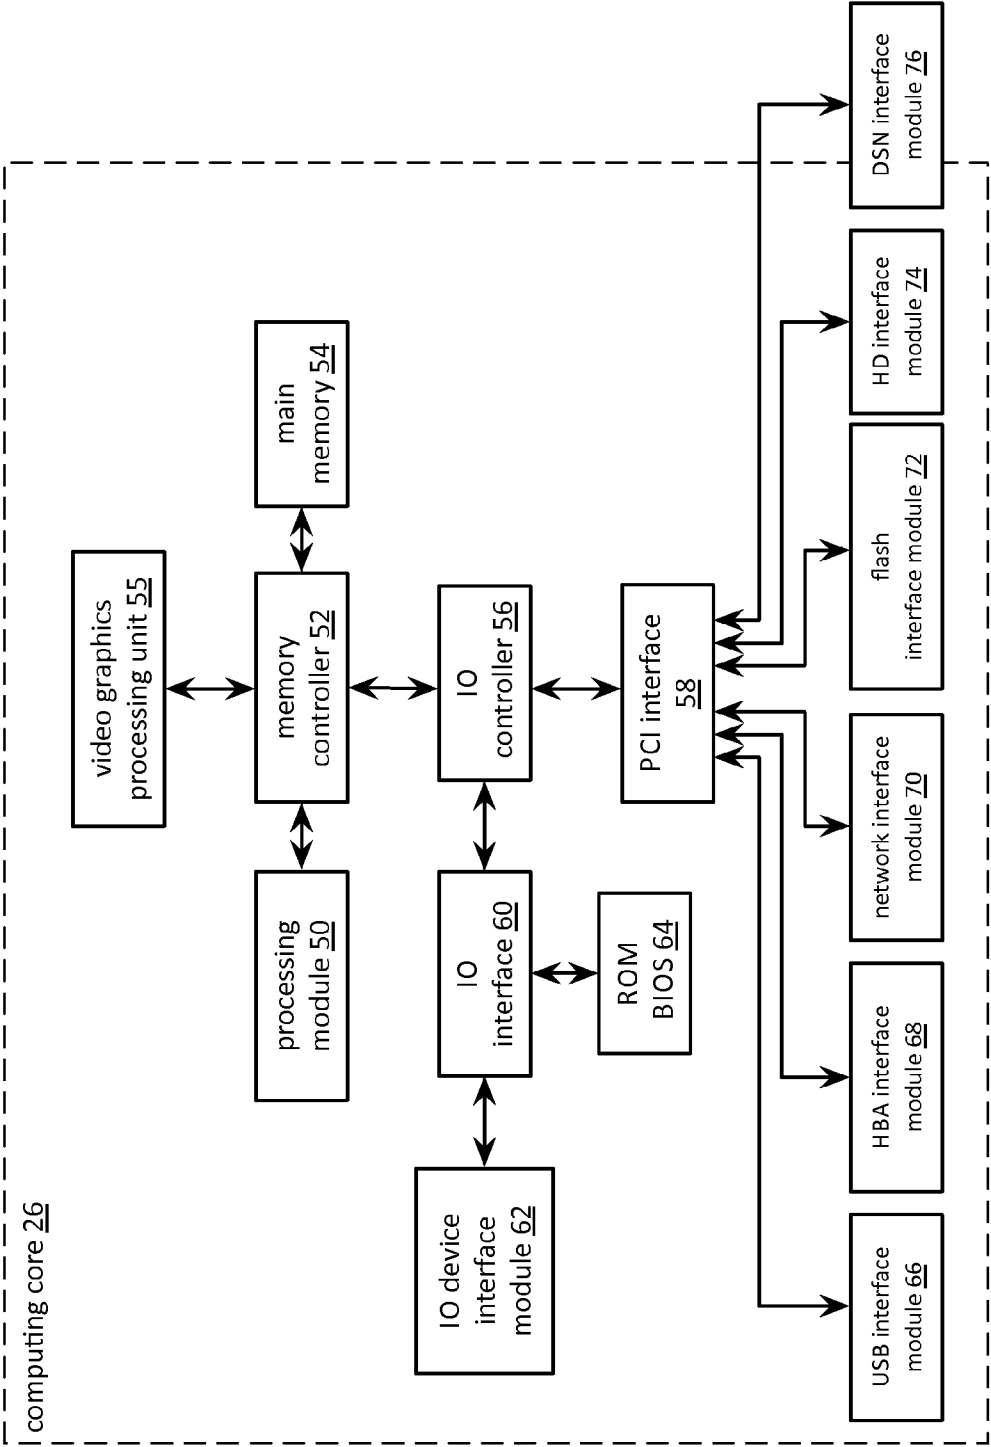 computing core 26
video graphics
processing unit 55
processing
module 50
memory
controller 52
main
memory 54
IO device
interface
module 62
IO
interface 60
IO
controller 56
ROM
BIOS 64
PCI interface
58
USB interface
module 66
HBA interface
module 68
network interface
module 70
flash
interface module 72
HD interface
module 74
DSN interface
module 76